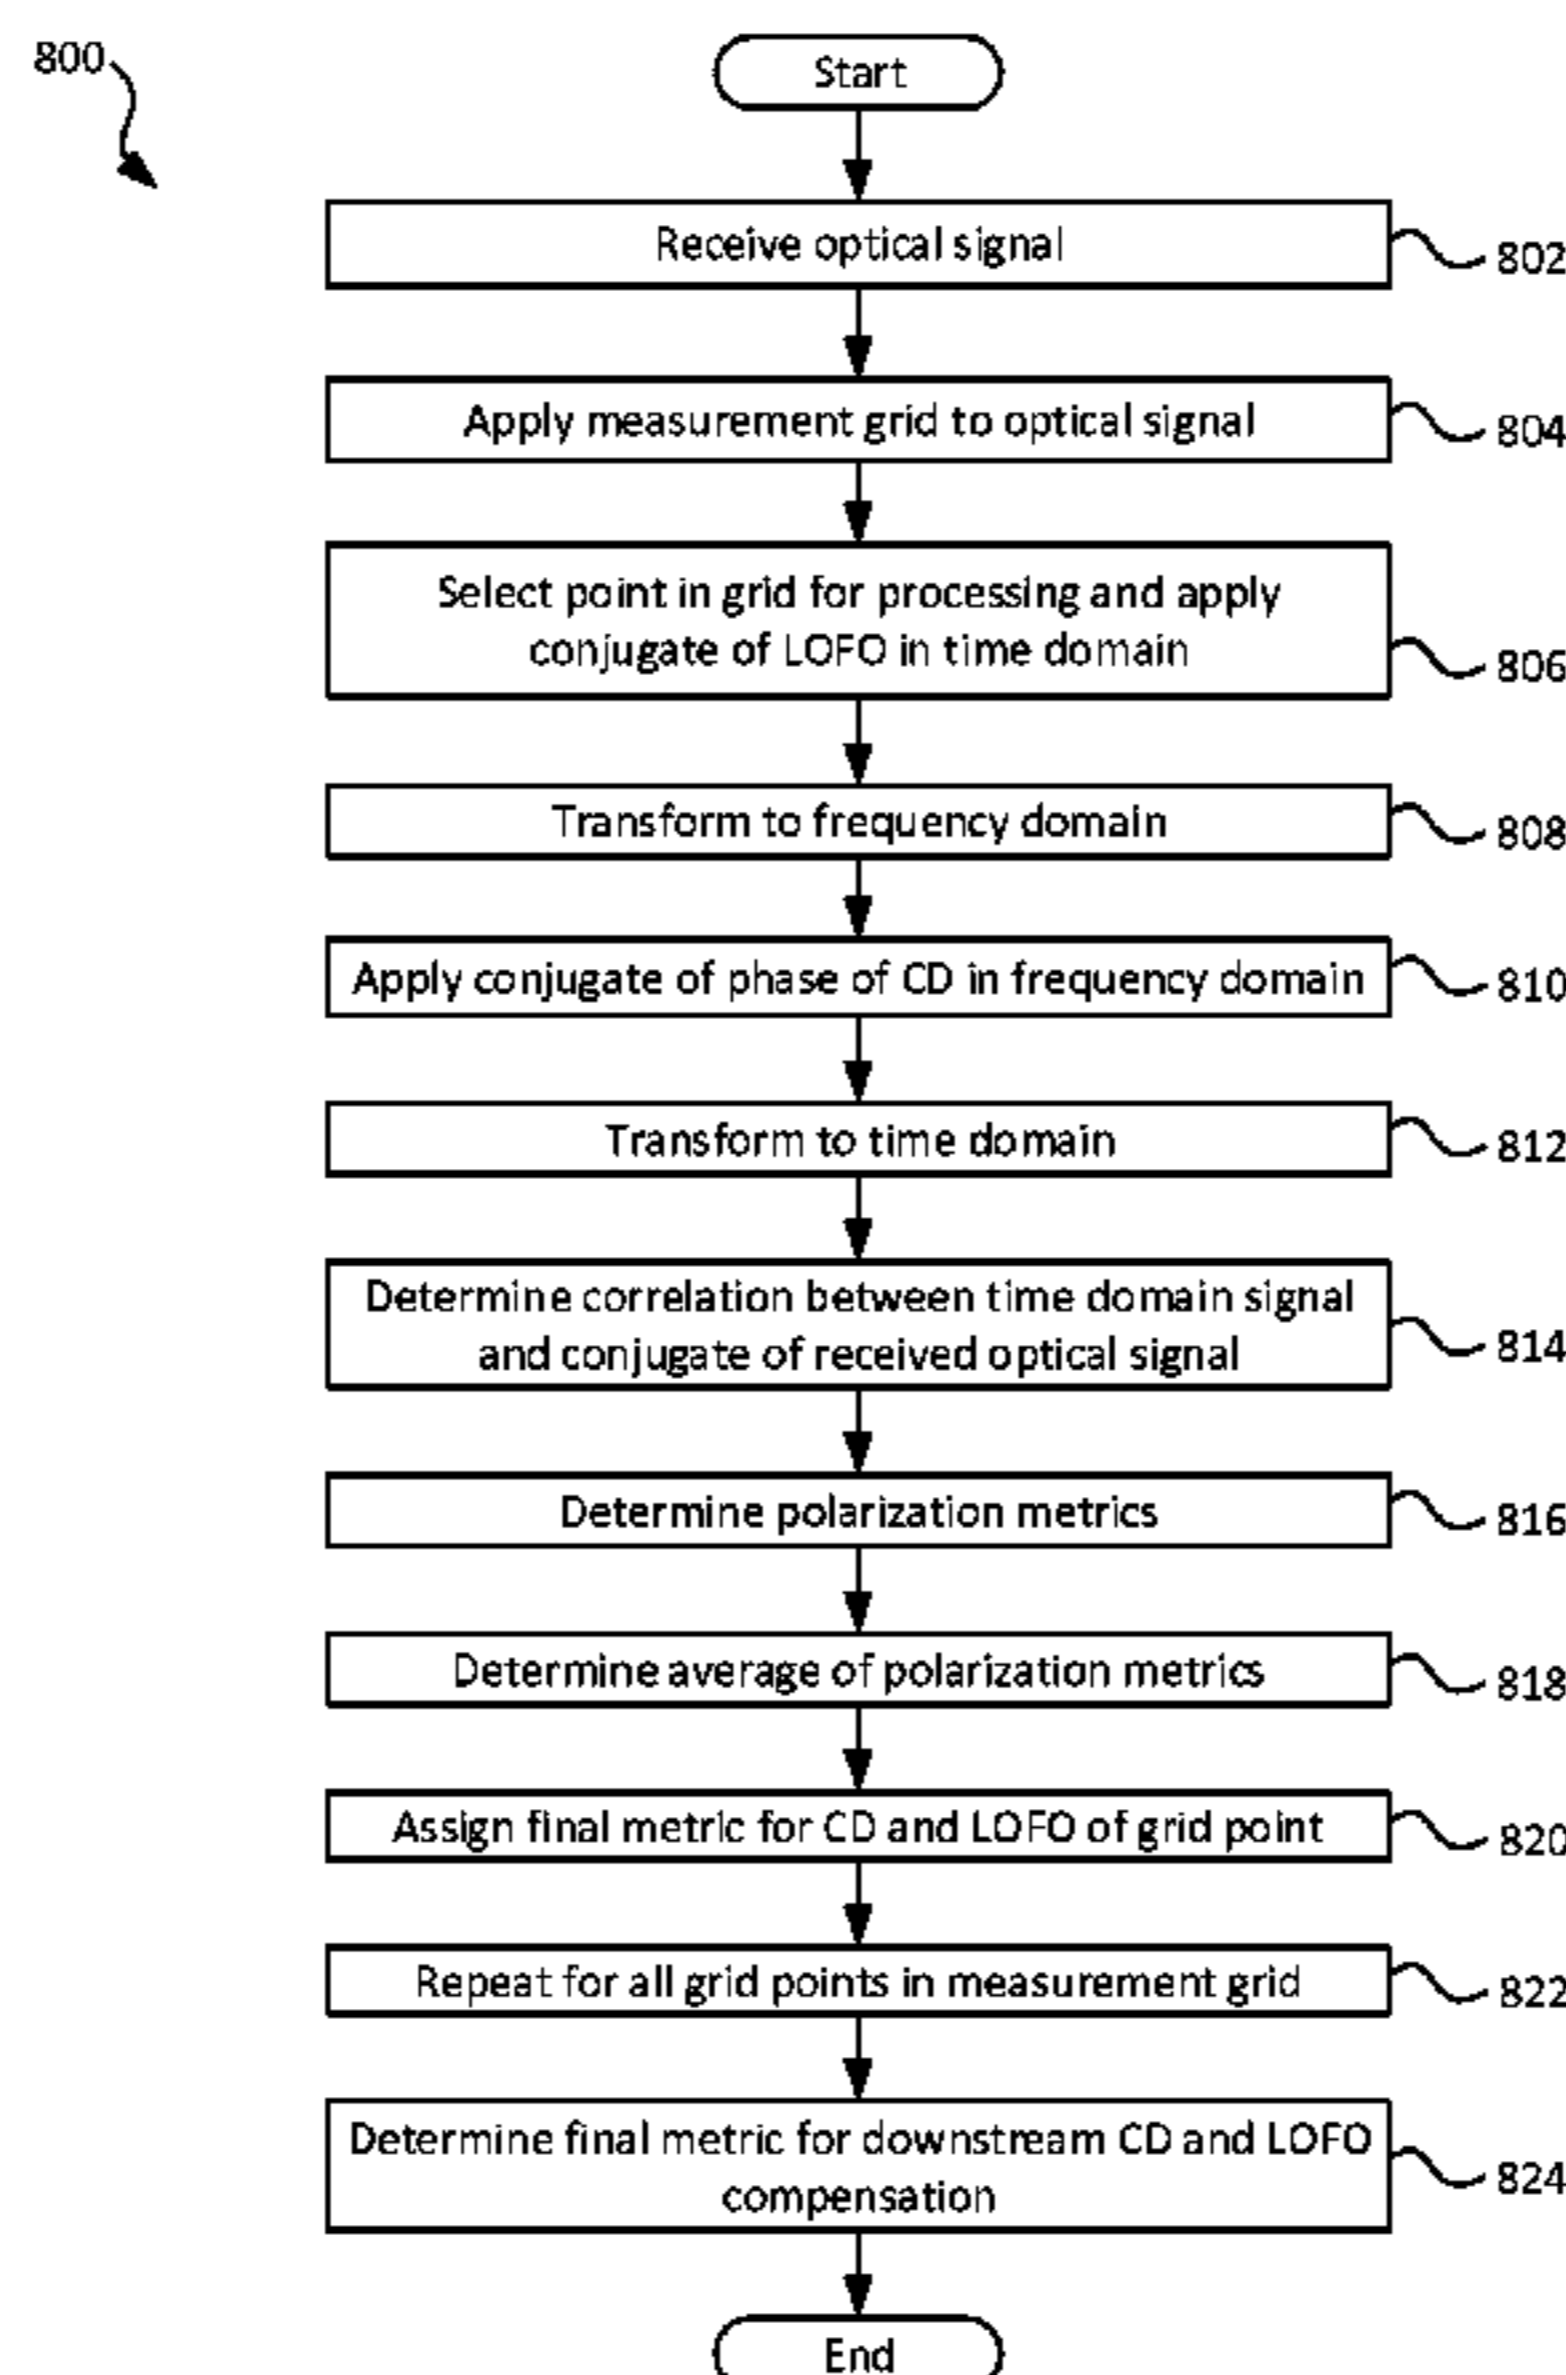 800
Start
Receive optical signal
802
Apply measurement grid to optical signal
804
Select point in grid for processing and apply
conjugate of LOFO in time domain
806
Transform to frequency domain
808
Apply conjugate of phase of CD in frequency domain
810
Transform to time domain
812
Determine correlation between time domain signal
and conjugate of received optical signal
814
Determine polarization metrics
816
Determine average of polarization metrics
818
Assign final metric for CD and LOFO of grid point
820
Repeat for all grid points in measurement grid
822
Determine final metric for downstream CD and LOFO
compensation
824
End